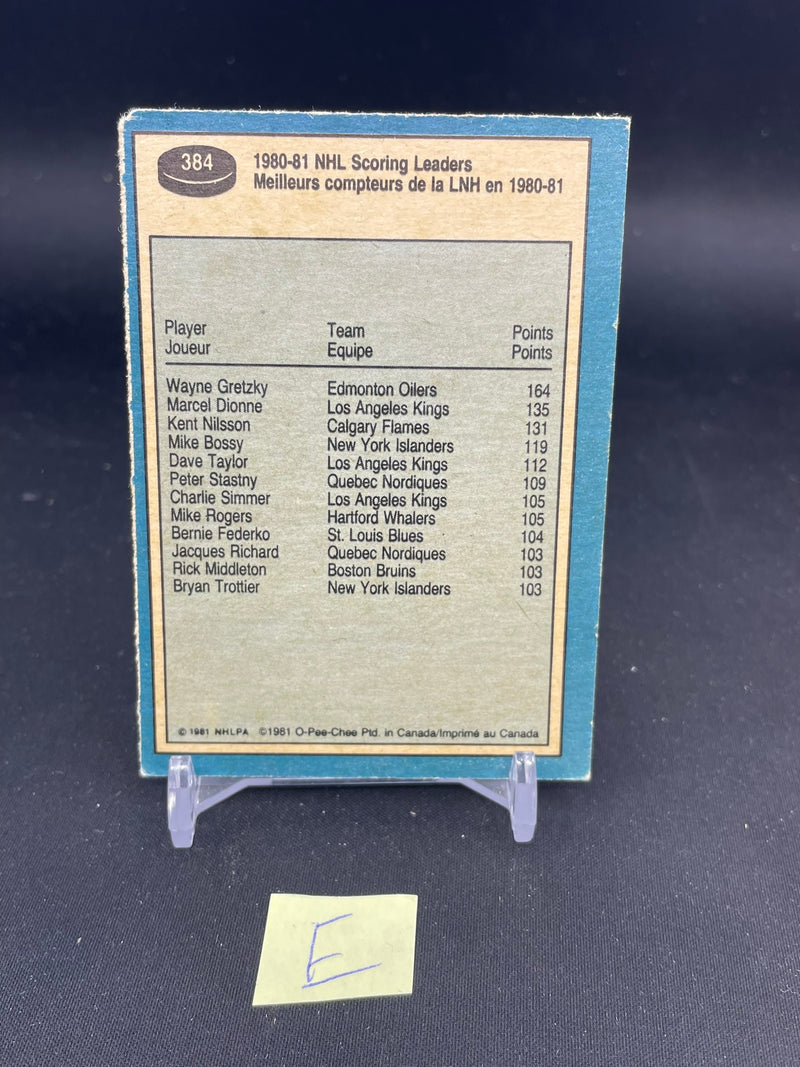 384
1980-81 NHL Scoring Leaders
Meilleurs compteurs de la LNH en 1980-81
Player Team Points
Joueur Equipe Points
Wayne Gretzky Edmonton Oilers 164
Marcel Dionne Los Angeles Kings 135
Kent Nilsson Calgary Flames 131
Mike Bossy New York Islanders 119
Dave Taylor Los Angeles Kings 112
Peter Stastny Quebec Nordiques 109
Charlie Simmer Los Angeles Kings 105
Mike Rogers Hartford Whalers 105
Bernie Federko St. Louis Blues 104
Jacques Richard Quebec Nordiques 103
Rick Middleton Boston Bruins 103
Bryan Trottier New York Islanders 103
© 1981 NHLPA ©1981 O-Pee-Chee Ptd. in Canada/Imprimé au Canada
E